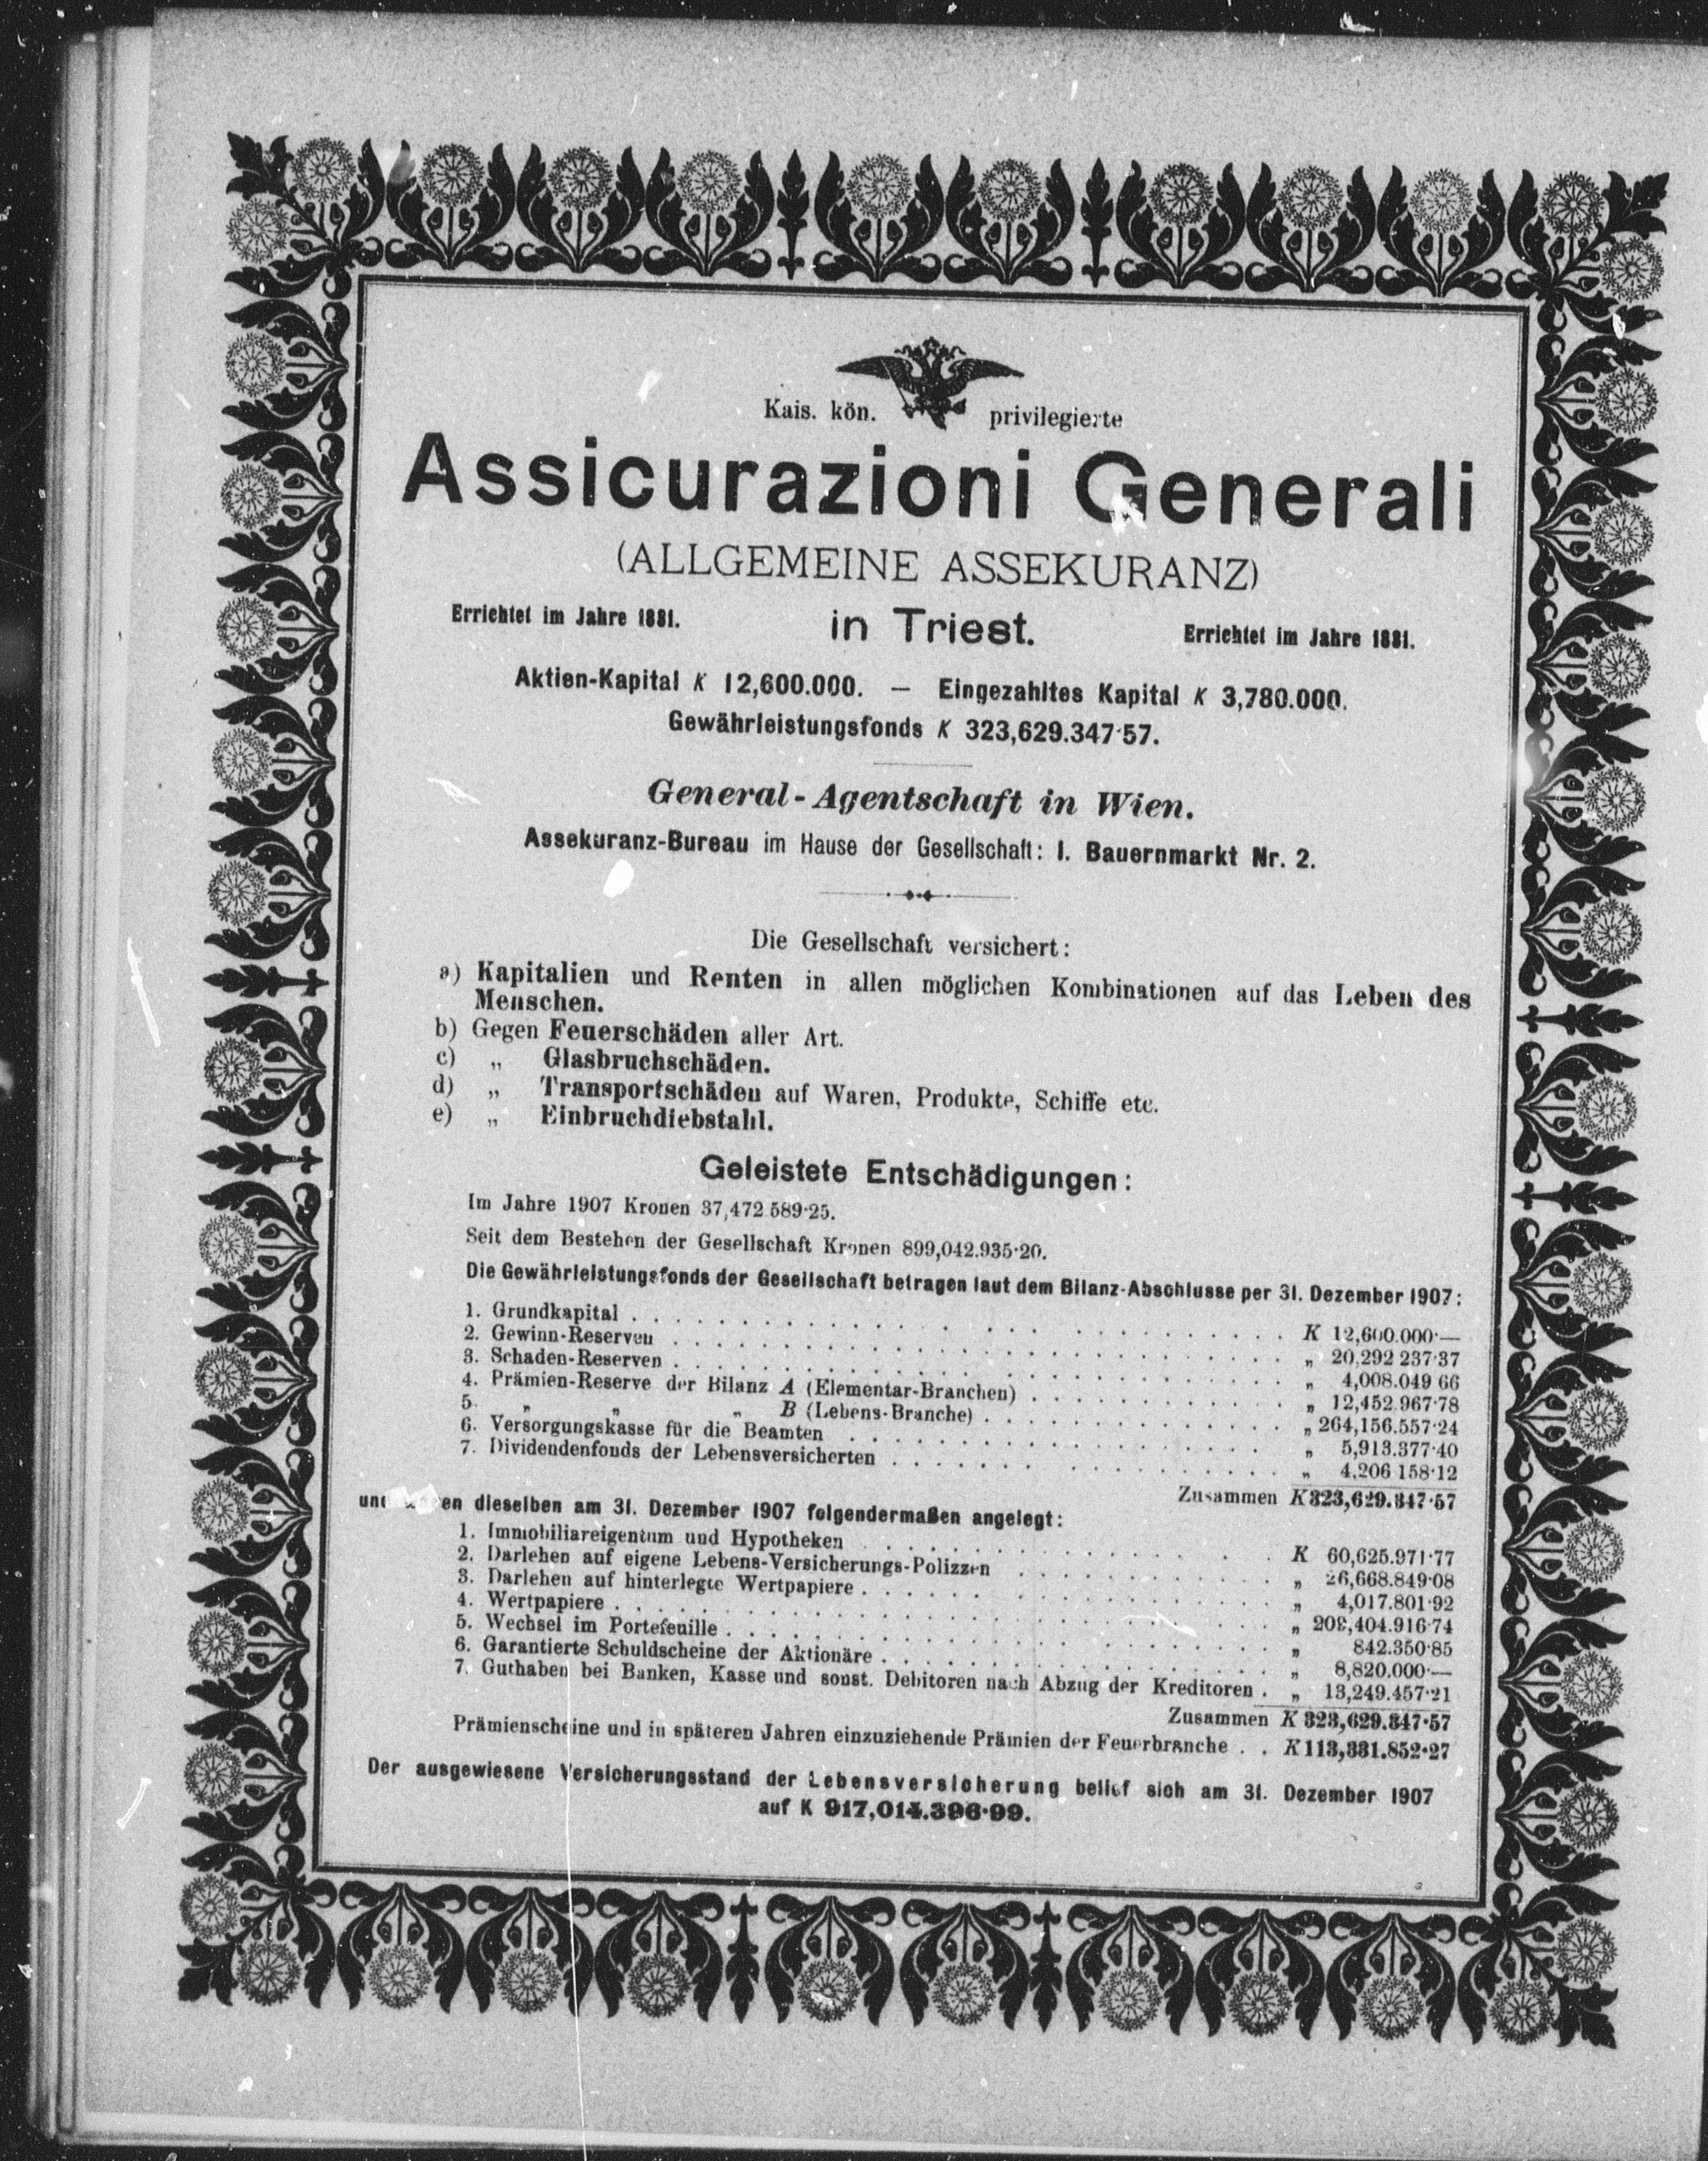 Kais. kön. privilegierte
Assicurazioni Generali
(ALLGEMEINE ASSEKURANZ)
Errichtet im Jahre 1831. in Triest. Errichtet im Jahre 1831.
Aktien-Kapital K 12,600.000. — Eingezahltes Kapital K 3,780.000.
Gewährleistungsfonds K 323,629.347·57.
General-Agentschaft in Wien.
Assekuranz-Bureau im Hause der Gesellschaft: I. Bauernmarkt Nr. 2.
Die Gesellschaft versichert:
a) Kapitalien und Renten in allen möglichen Kombinationen auf das Leben des
Menschen.
b) Gegen Feuerschäden aller Art.
c) „ Glasbruchschäden.
d) „ Transportschäden auf Waren, Produkte, Schiffe etc.
e) „ Einbruchdiebstahl.
Geleistete Entschädigungen:
Im Jahre 1907 Kronen 37,472.589·25.
Seit dem Bestehen der Gesellschaft Kronen 899,042.935·20.
Die Gewährleistungsfonds der Gesellschaft betragen laut dem Bilanz-Abschlusse per 31. Dezember 1907:
1. Grundkapital . . . . K 12,600.000·—
2. Gewinn-Reserven . . . . „ 20,292 237·37
3. Schaden-Reserven . . . . „ 4,008.049 66
4. Prämien-Reserve der Bilanz A (Elementar-Branchen) . . . . „ 12,452.967·78
5. „ „ „ B (Lebens-Branche) . . . . „ 264,156.557·24
6. Versorgungskasse für die Beamten . . . . „ 5,913.377·40
7. Dividendenfonds der Lebensversicherten . . . . „ 4,206 158·12
Zusammen K 323,629.347·57
und en dieselben am 31. Dezember 1907 folgendermaßen angelegt:
1. Immobiliareigentum und Hypotheken . . . . K 60,625.971·77
2. Darlehen auf eigene Lebens-Versicherungs-Polizzen . . . . „ 26,668.849·08
3. Darlehen auf hinterlegte Wertpapiere . . . . „ 4,017.801·92
4. Wertpapiere . . . . „ 209,404.916·74
5. Wechsel im Portefeuille . . . . „ 842.350·85
6. Garantierte Schuldscheine der Aktionäre . . . . „ 8,820.000·—
7. Guthaben bei Banken, Kasse und sonst. Debitoren nach Abzug der Kreditoren . „ 13,249.457·21
Zusammen K 323,629.347·57
Prämienscheine und in späteren Jahren einzuziehende Prämien der Feuerbranche . . K 113,331.852·27
Der ausgewiesene Versicherungsstand der Lebensversicherung belief sich am 31. Dezember 1907
auf K 917,014.396·99.